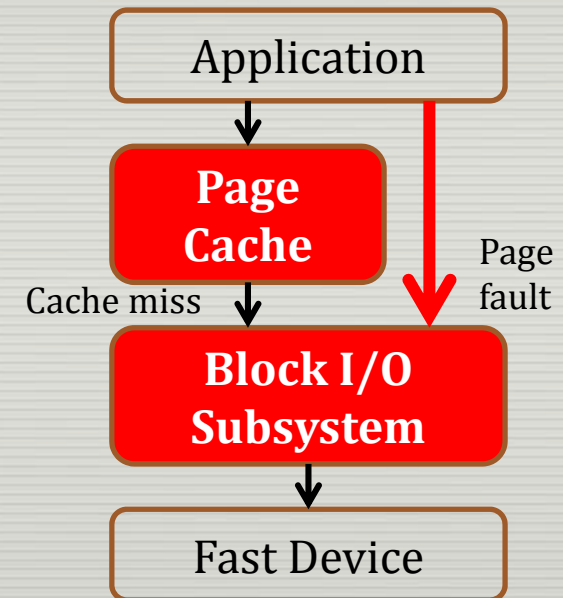 Application
Page
Cache
Page
fault
Cache miss
Block I/O
Subsystem
Fast Device